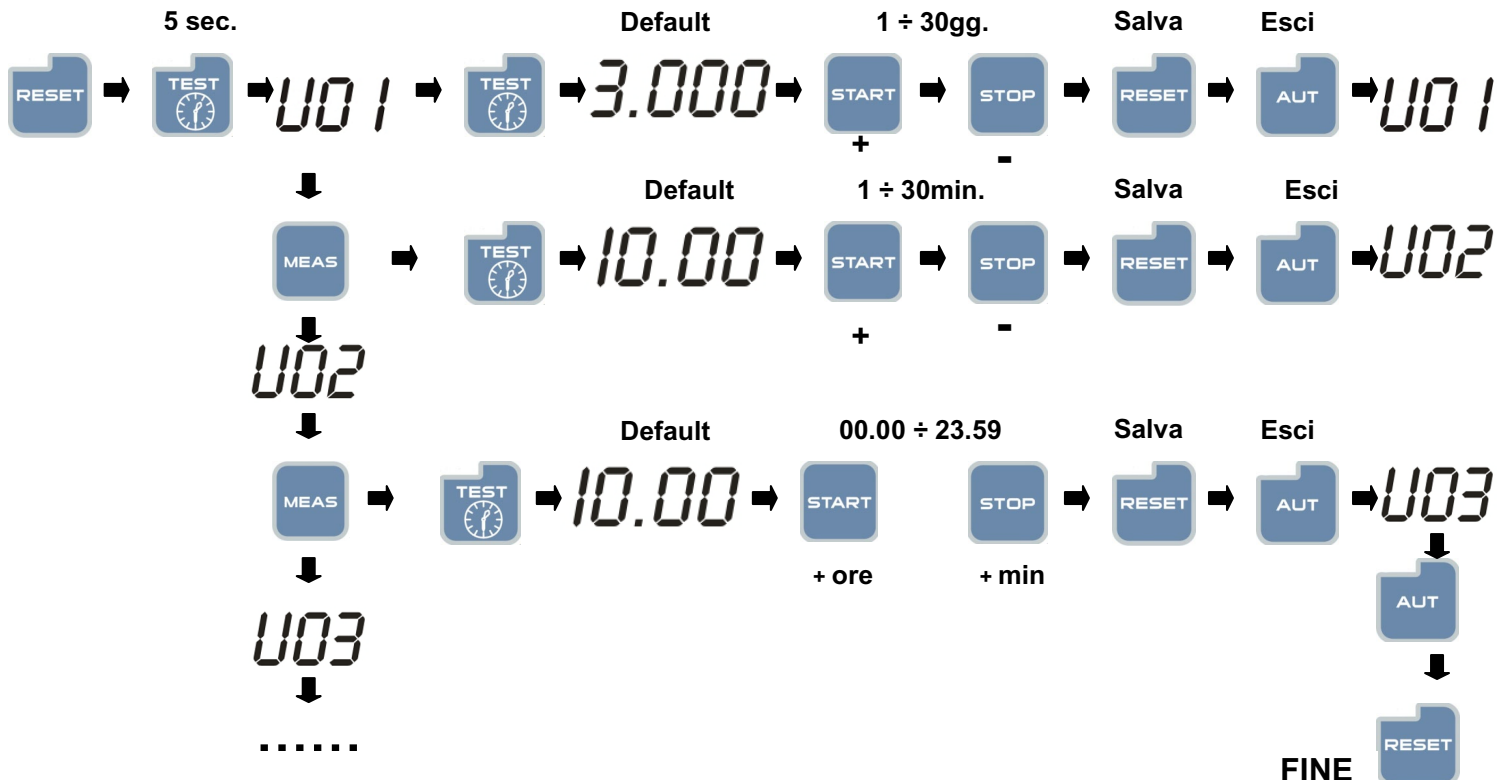 5 sec. Default 1 ÷ 30gg. Salva Esci
RESET TEST U01 TEST 3.000 START STOP RESET AUT U01
+ -
Default 1 ÷ 30min. Salva Esci
MEAS TEST 10.00 START STOP RESET AUT U02
+ -
U02
Default 00.00 ÷ 23.59 Salva Esci
MEAS TEST 10.00 START STOP RESET AUT U03
+ ore + min
AUT
U03
RESET
......
FINE